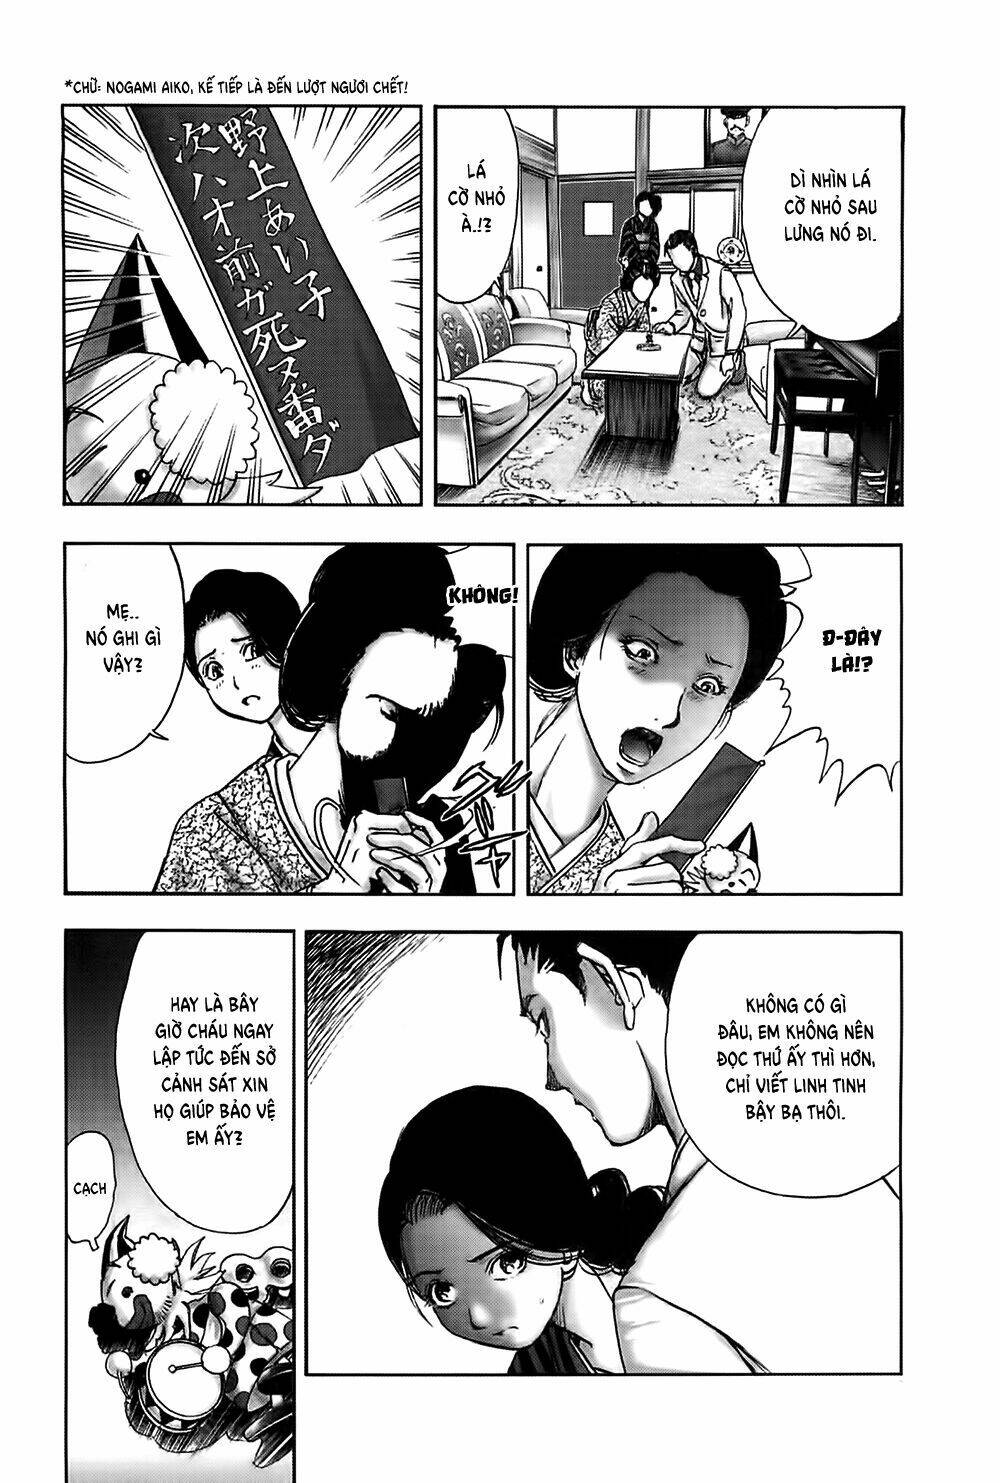 *CHỮ: NOGAMI AIKO, KẾ TIẾP LÀ ĐẾN LƯỢT NGƯƠI CHẾT!
DÌ NHÌN LÁ
CỜ NHỎ SAU
LƯNG NÓ ĐI.
LÁ
CỜ NHỎ
À.!?
野上あい子
次ハオ前ガ死ヌ番ダ
Đ-ĐÂY
LÀ!?
KHÔNG!
MẸ..
NÓ GHI GÌ
VẬY?
KHÔNG CÓ GÌ
ĐÂU, EM KHÔNG NÊN
ĐỌC THỨ ẤY THÌ HƠN,
CHỈ VIẾT LINH TINH
BẬY BẠ THÔI.
HAY LÀ BÂY
GIỜ CHÁU NGAY
LẬP TỨC ĐẾN SỞ
CẢNH SÁT XIN
HỌ GIÚP BẢO VỆ
EM ẤY?
CẠCH